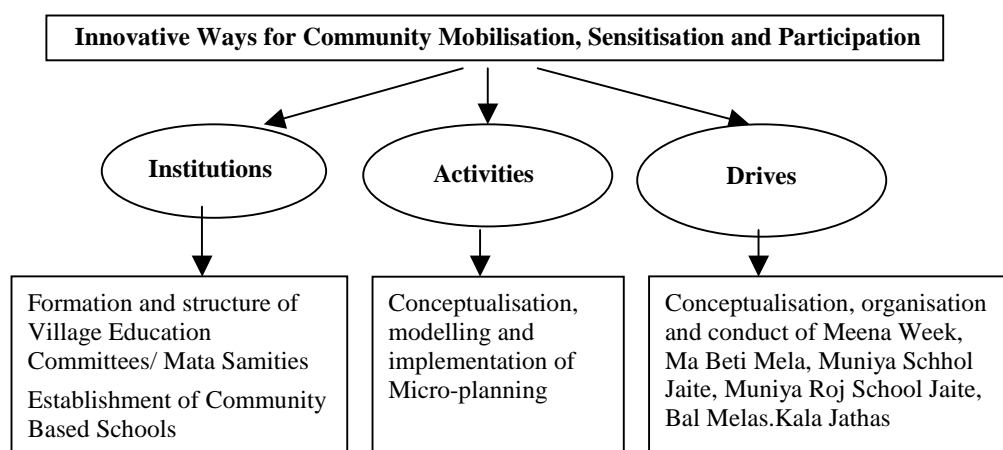 Innovative Ways for Community Mobilisation, Sensitisation and Participation
Institutions
Activities
Drives
Formation and structure of
Village Education
Committees/ Mata Samities
Establishment of Community
Based Schools
Conceptualisation,
modelling and
implementation of
Micro-planning
Conceptualisation, organisation
and conduct of Meena Week,
Ma Beti Mela, Muniya Schhol
Jaite, Muniya Roj School Jaite,
Bal Melas.Kala Jathas